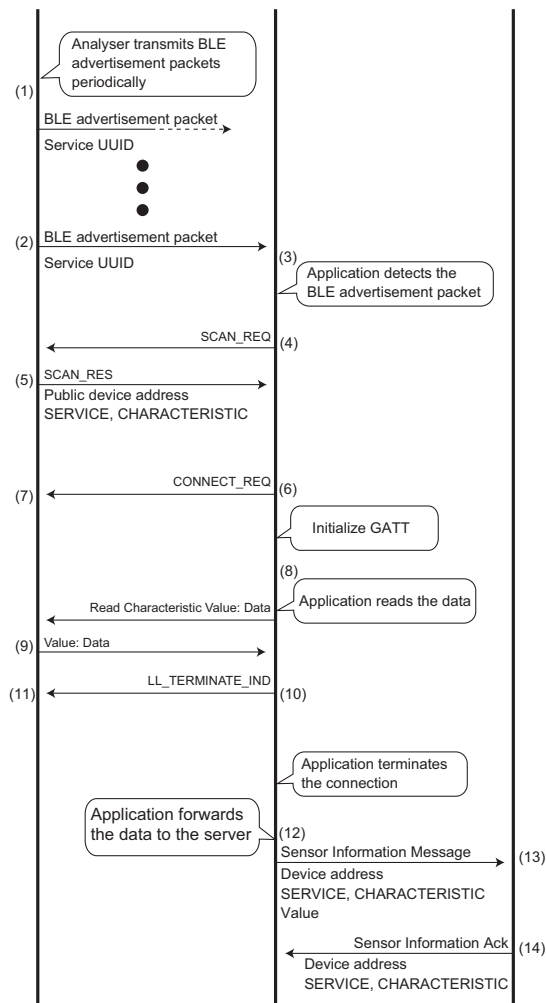 Analyser transmits BLE
advertisement packets
periodically
(1)
BLE advertisement packet
Service UUID
(2)
BLE advertisement packet
Service UUID
(3)
Application detects the
BLE advertisement packet
SCAN_REQ
(4)
(5)
SCAN_RES
Public device address
SERVICE, CHARACTERISTIC
CONNECT_REQ
(6)
(7)
Initialize GATT
(8)
Application reads the data
Read Characteristic Value: Data
(9)
Value: Data
LL_TERMINATE_IND
(10)
(11)
Application terminates
the connection
Application forwards
the data to the server
(12)
Sensor Information Message
(13)
Device address
SERVICE, CHARACTERISTIC
Value
Sensor Information Ack
(14)
Device address
SERVICE, CHARACTERISTIC